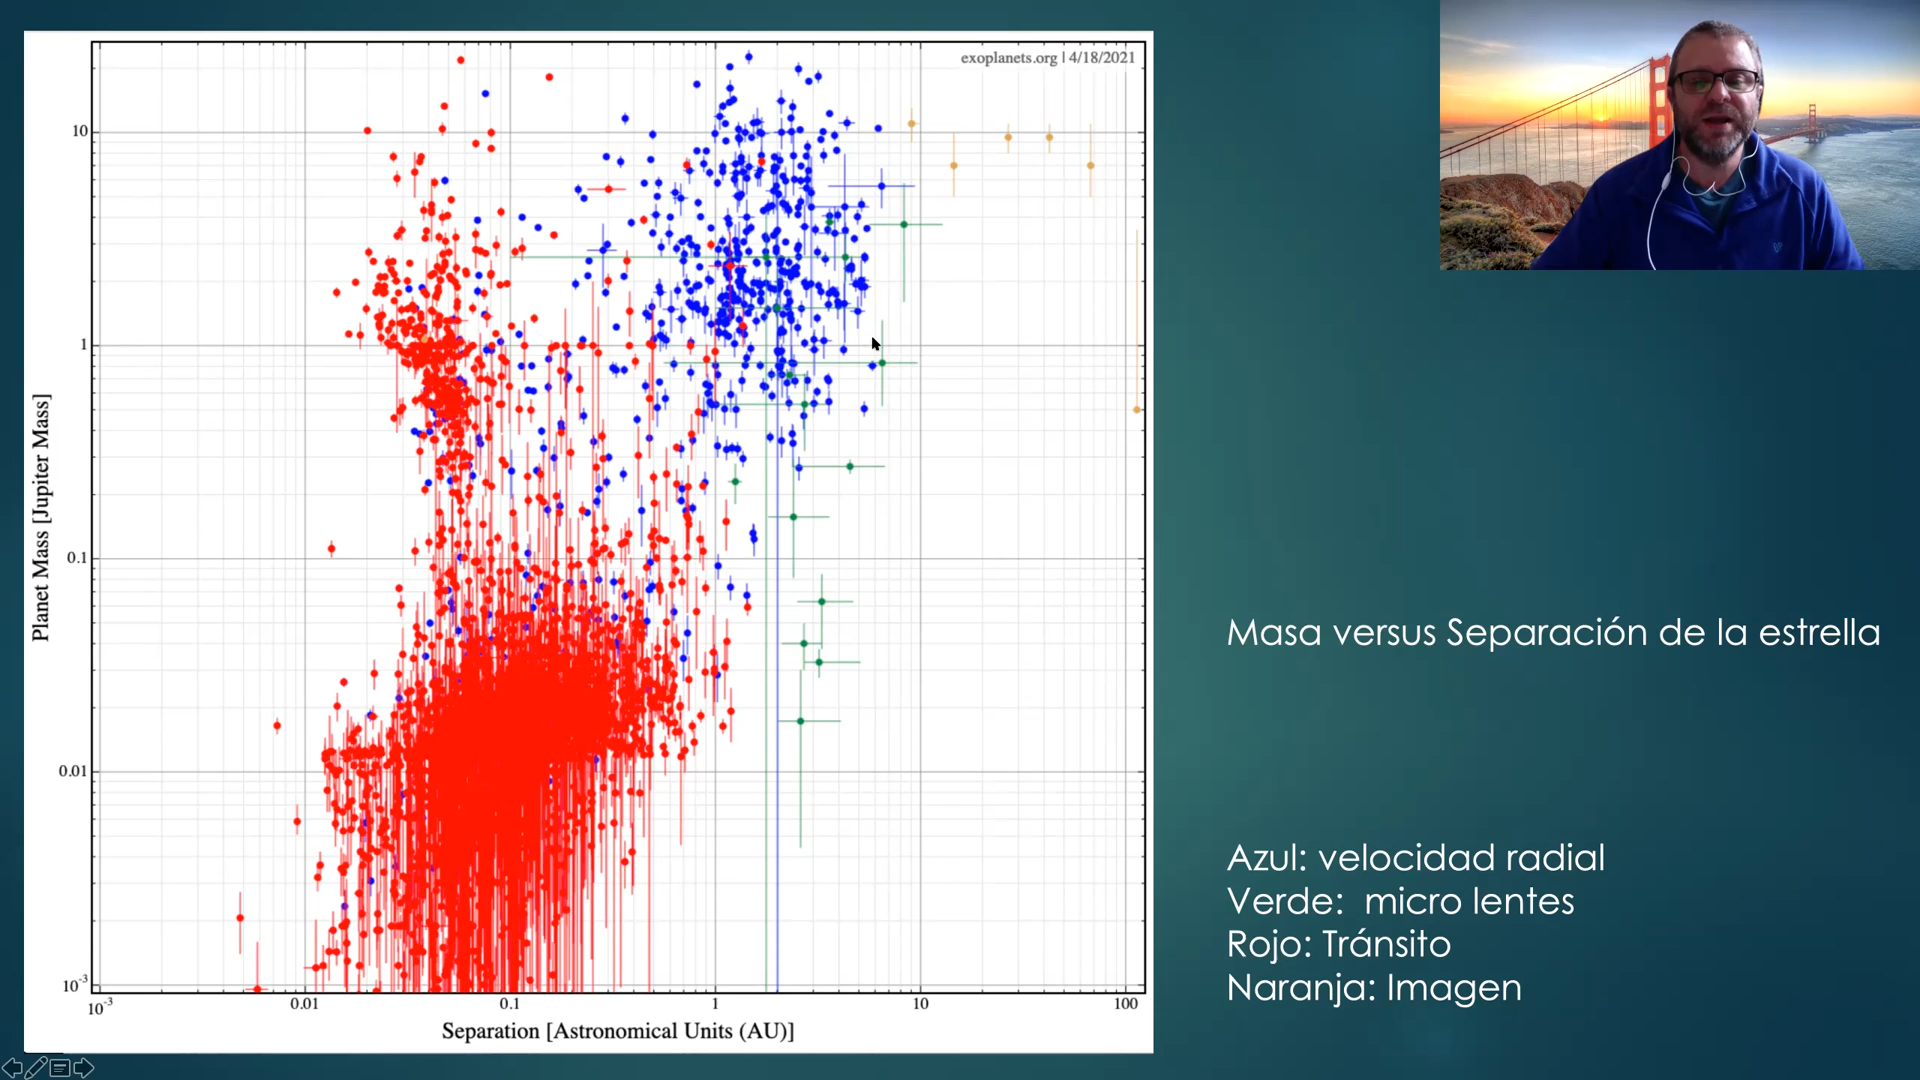 exoplanets.org | 4/18/2021
10
1
0.1
0.01
10-3
Planet Mass [Jupiter Mass]
10-3
0.01
0.1
1
10
100
Separation [Astronomical Units (AU)]
Masa versus Separación de la estrella
Azul: velocidad radial
Verde: micro lentes
Rojo: Tránsito
Naranja: Imagen